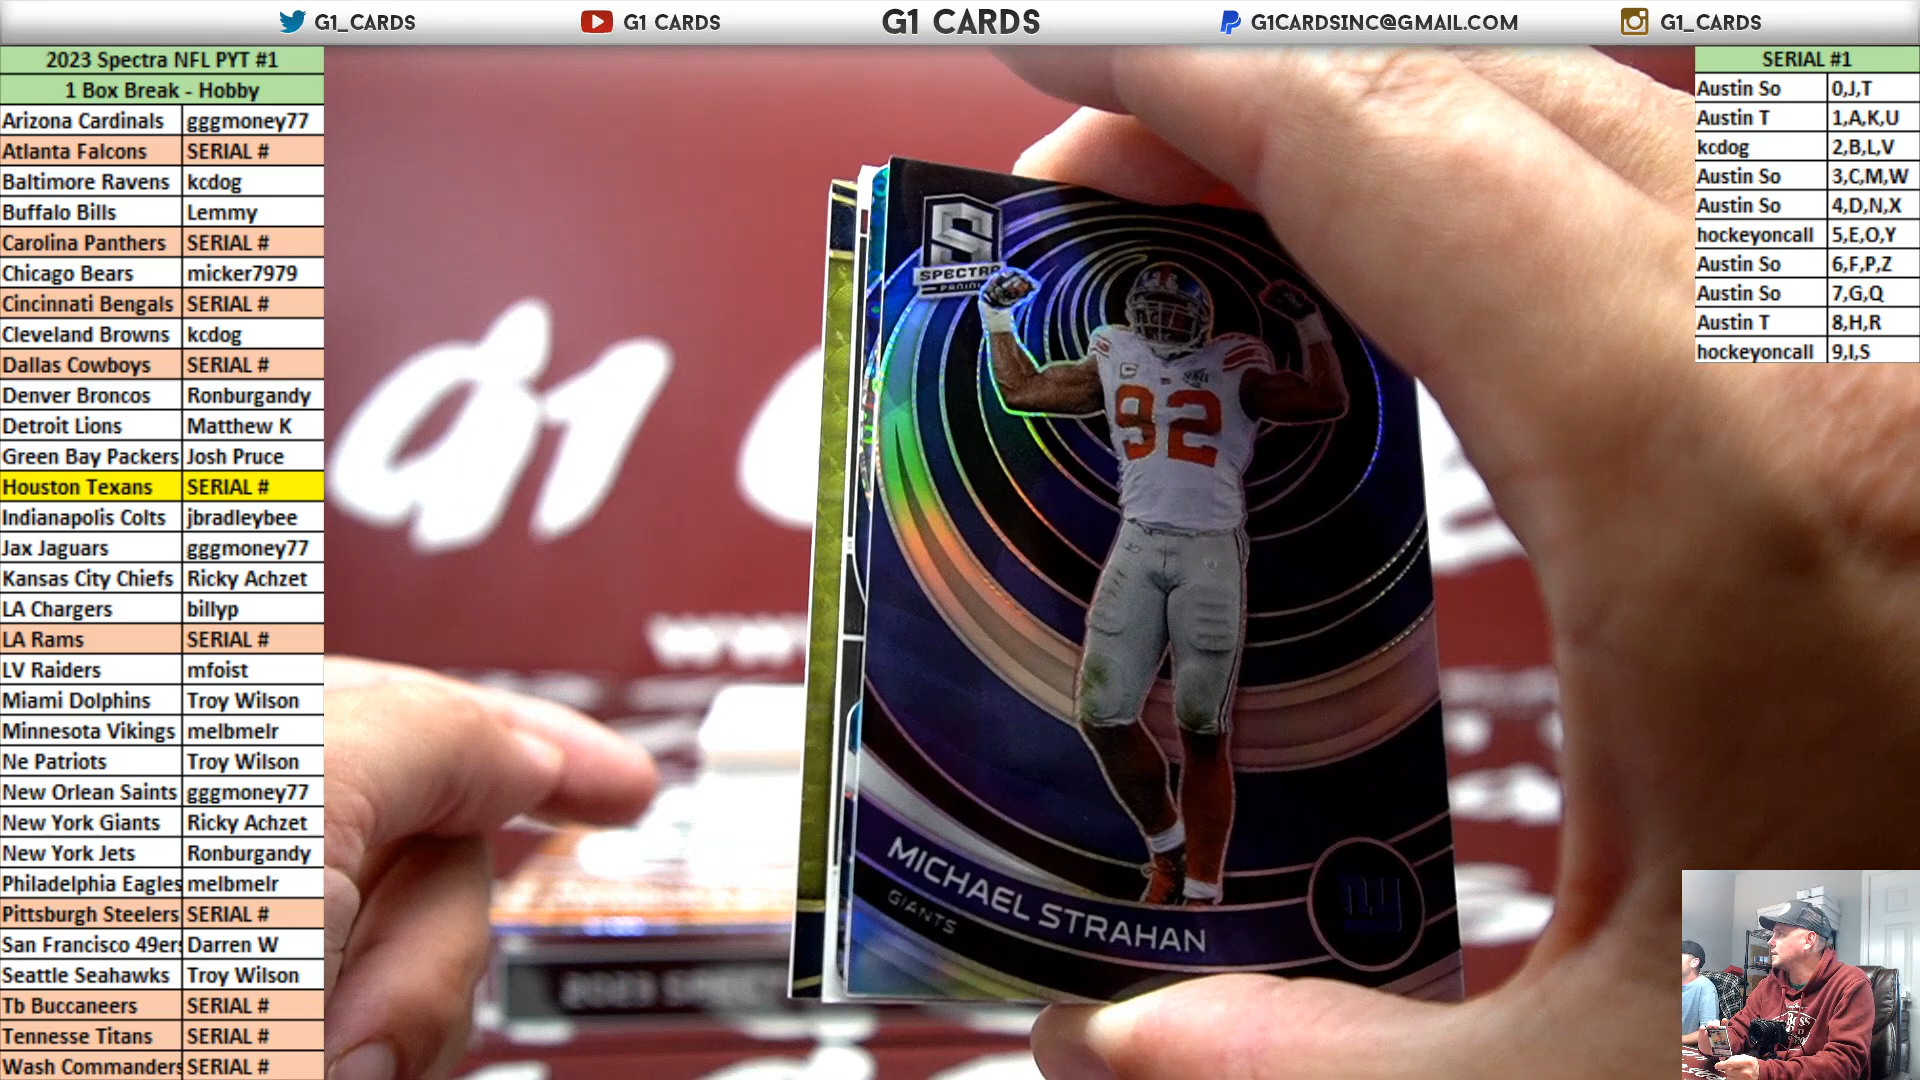 G1_CARDS G1 CARDS G1 CARDS G1CARDSINC@GMAIL.COM G1_CARDS
2023 Spectra NFL PYT #1
1 Box Break - Hobby
Arizona Cardinals gggmoney77
Atlanta Falcons SERIAL #
Baltimore Ravens kcdog
Buffalo Bills Lemmy
Carolina Panthers SERIAL #
Chicago Bears micker7979
Cincinnati Bengals SERIAL #
Cleveland Browns kcdog
Dallas Cowboys SERIAL #
Denver Broncos Ronburgandy
Detroit Lions Matthew K
Green Bay Packers Josh Pruce
Houston Texans SERIAL #
Indianapolis Colts jbradleybee
Jax Jaguars gggmoney77
Kansas City Chiefs Ricky Achzet
LA Chargers billyp
LA Rams SERIAL #
LV Raiders mfoist
Miami Dolphins Troy Wilson
Minnesota Vikings melbmelr
Ne Patriots Troy Wilson
New Orlean Saints gggmoney77
New York Giants Ricky Achzet
New York Jets Ronburgandy
Philadelphia Eagles melbmelr
Pittsburgh Steelers SERIAL #
San Francisco 49ers Darren W
Seattle Seahawks Troy Wilson
Tb Buccaneers SERIAL #
Tennesse Titans SERIAL #
Wash Commanders SERIAL #
G1
www
S
SPECTRA
PANINI
92
MICHAEL STRAHAN
GIANTS
ny
2023 SPEC
SERIAL #1
Austin So 0,J,T
Austin T 1,A,K,U
kcdog 2,B,L,V
Austin So 3,C,M,W
Austin So 4,D,N,X
hockeyoncall 5,E,O,Y
Austin So 6,F,P,Z
Austin So 7,G,Q
Austin T 8,H,R
hockeyoncall 9,I,S